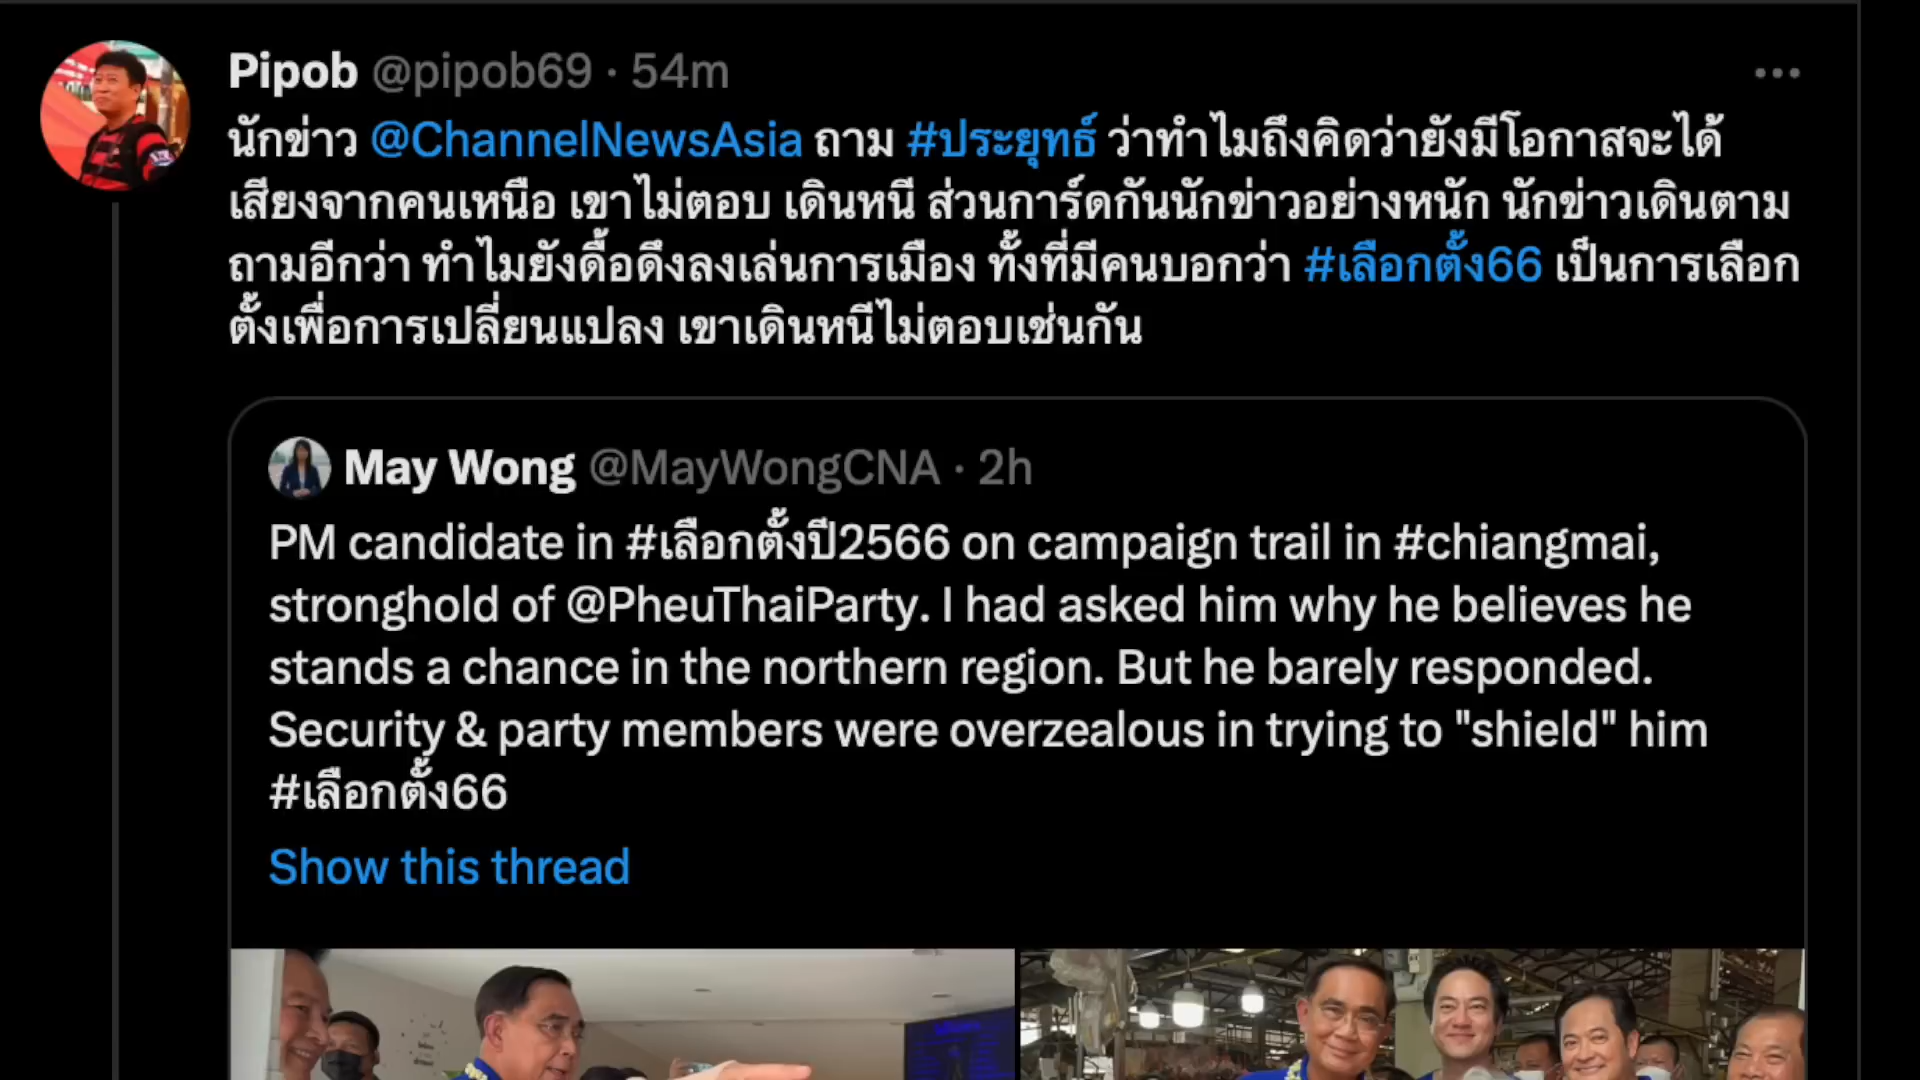 Pipob @pipob69 · 54m
นักข่าว @ChannelNewsAsia ถาม #ประยุทธ์ ว่าทำไมถึงคิดว่ายังมีโอกาสจะได้
เสียงจากคนเหนือ เขาไม่ตอบ เดินหนี ส่วนการ์ดกันนักข่าวอย่างหนัก นักข่าวเดินตาม
ถามอีกว่า ทำไมยังดื้อดึงลงเล่นการเมือง ทั้งที่มีคนบอกว่า #เลือกตั้ง66 เป็นการเลือก
ตั้งเพื่อการเปลี่ยนแปลง เขาเดินหนีไม่ตอบเช่นกัน
May Wong @MayWongCNA · 2h
PM candidate in #เลือกตั้งปี2566 on campaign trail in #chiangmai,
stronghold of @PheuThaiParty. I had asked him why he believes he
stands a chance in the northern region. But he barely responded.
Security & party members were overzealous in trying to "shield" him
#เลือกตั้ง66
Show this thread